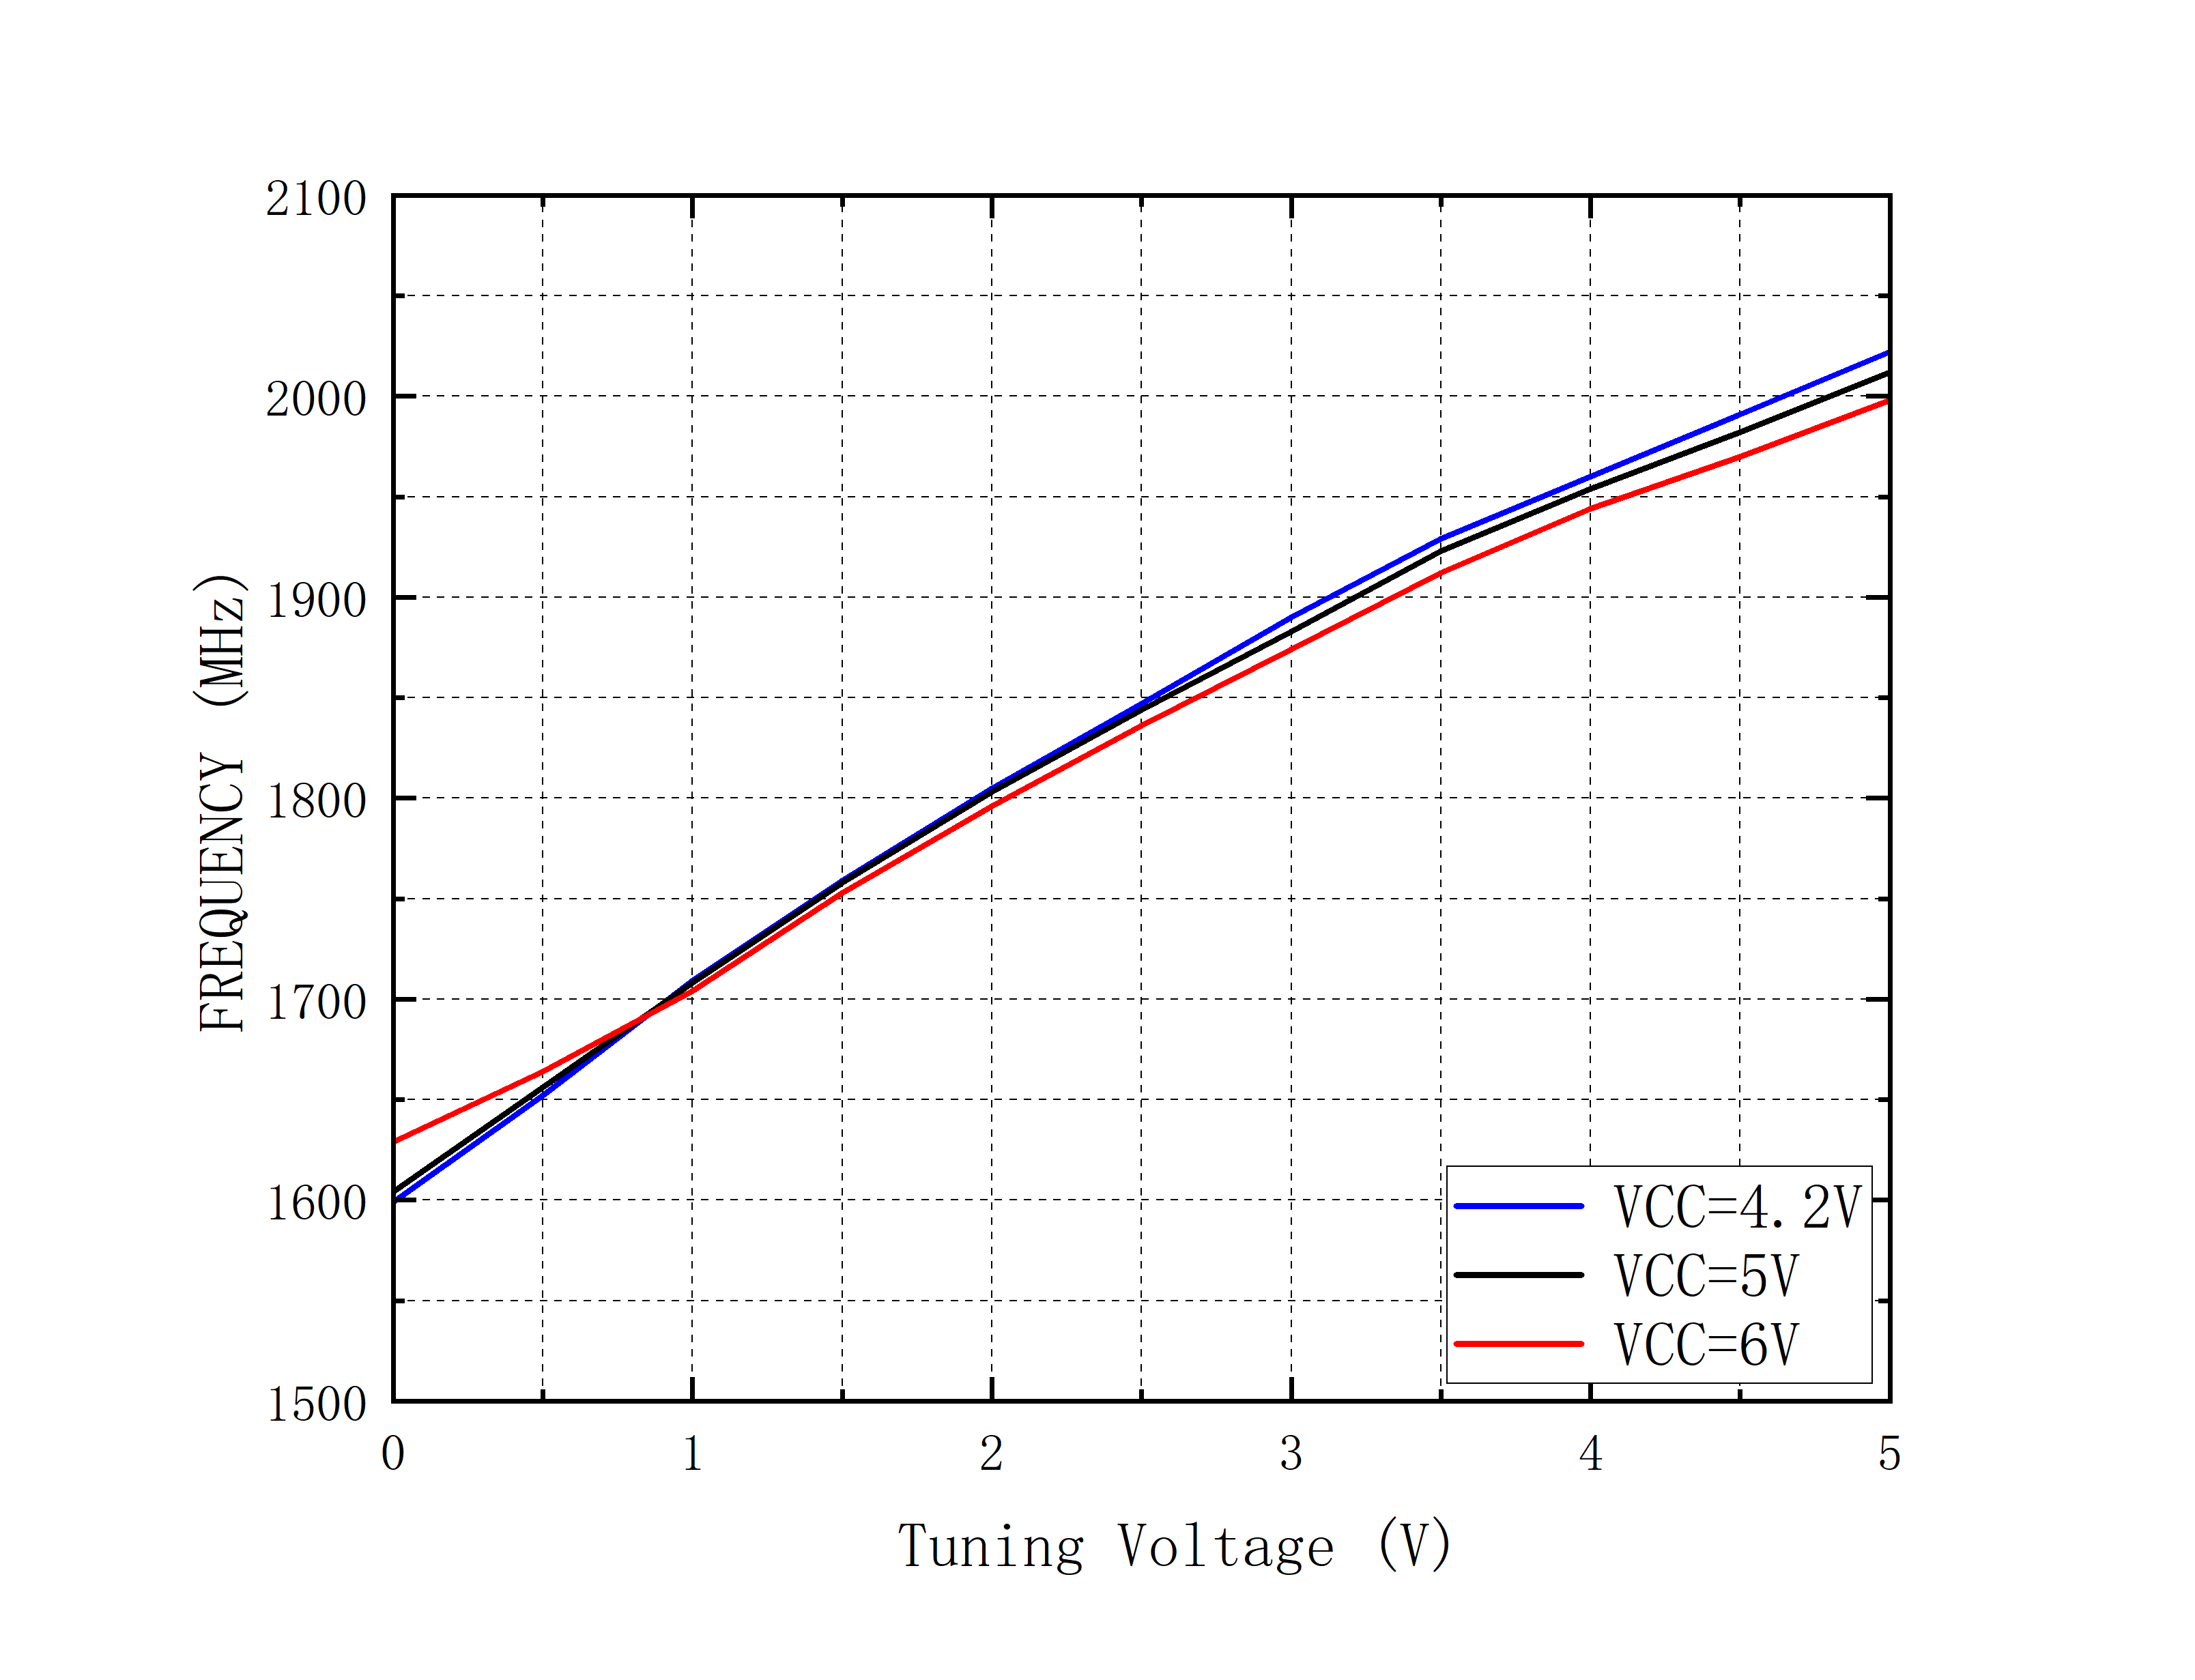 2100
2000
1900
1800
1700
1600
1500
FREQUENCY (MHz)
0 1 2 3 4 5
Tuning Voltage (V)
VCC=4.2V
VCC=5V
VCC=6V